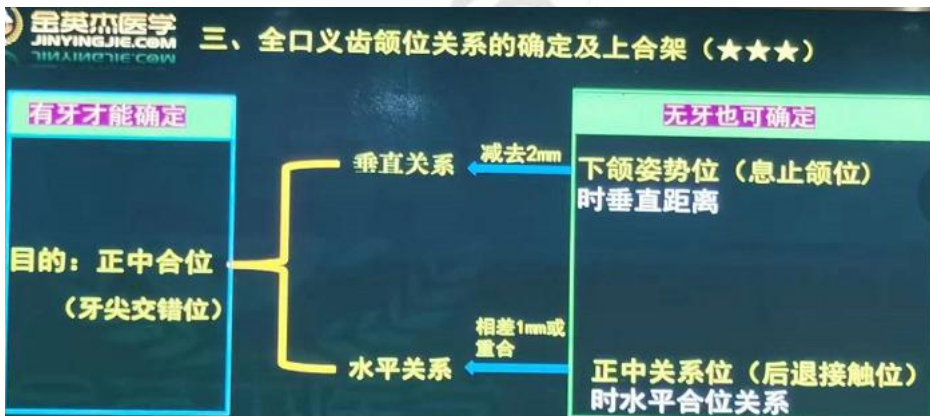 金英杰医学
JINYINGJIE.COM
三、全口义齿颌位关系的确定及上合架（★★★）
有牙才能确定
无牙也可确定
垂直关系
减去2mm
下颌姿势位（息止颌位）
时垂直距离
目的：正中合位
（牙尖交错位）
相差1mm或
重合
水平关系
正中关系位（后退接触位）
时水平合位关系